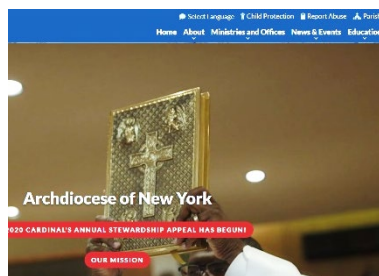 Select Language Child Protection Report Abuse Parish
Home About Ministries and Offices News & Events Education
Archdiocese of New York
2020 CARDINAL'S ANNUAL STEWARDSHIP APPEAL HAS BEGUN!
OUR MISSION